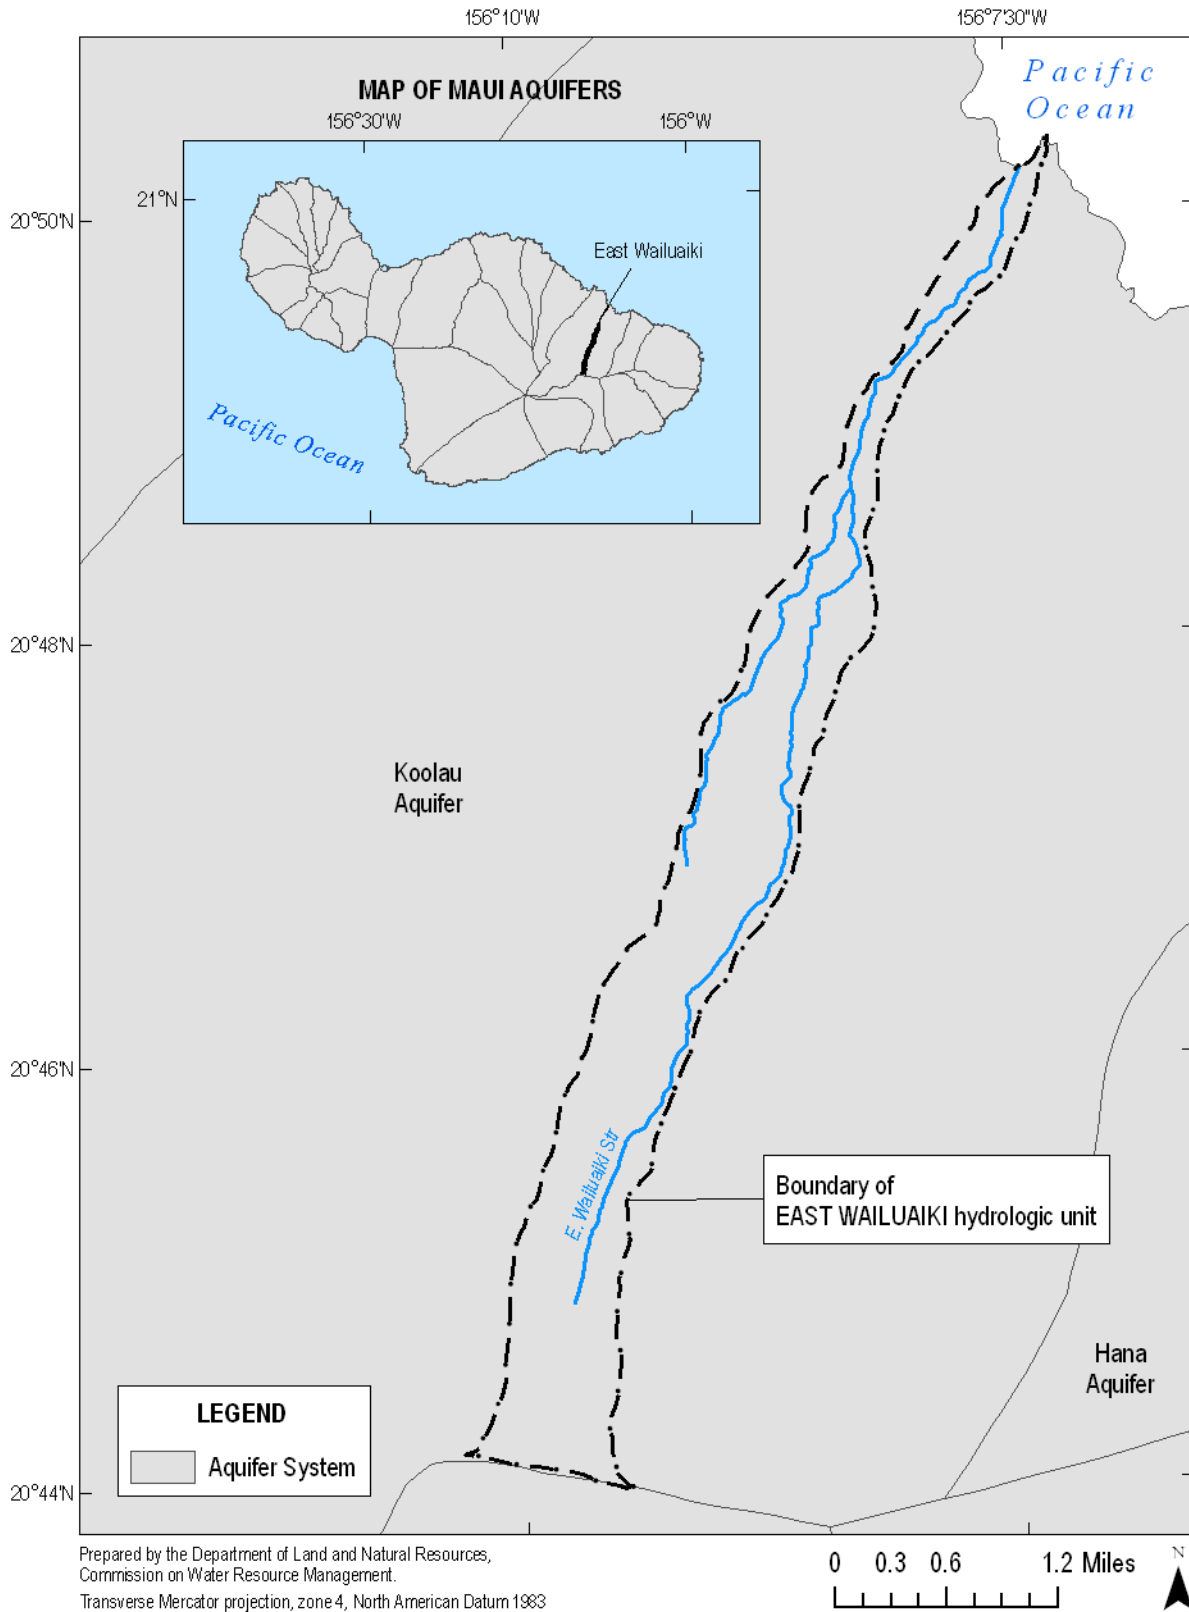 156°10'W
156°7'30"W
Pacific
Ocean
MAP OF MAUI AQUIFERS
156°30'W
156°W
21°N
20°50'N
East Wailuaiki
Pacific Ocean
20°48'N
Koolau
Aquifer
20°46'N
E. Wailuaiki Str
Boundary of
EAST WAILUAIKI hydrologic unit
Hana
Aquifer
LEGEND
Aquifer System
20°44'N
Prepared by the Department of Land and Natural Resources,
Commission on Water Resource Management.
Transverse Mercator projection, zone 4, North American Datum 1983
0 0.3 0.6 1.2 Miles
N